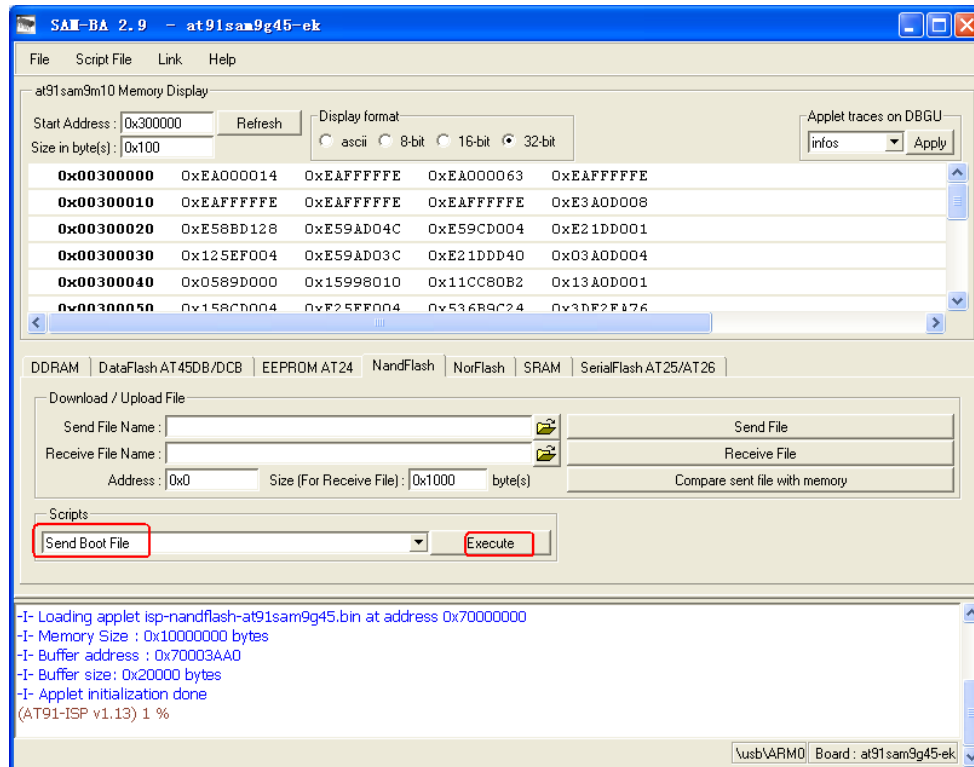 SAM-BA 2.9 - at91sam9g45-ek
File Script File Link Help
at91sam9m10 Memory Display
Start Address : 0x300000 Refresh
Size in byte(s) : 0x100
Display format
ascii 8-bit 16-bit 32-bit
Applet traces on DBGU
infos Apply
0x00300000 0xEA000014 0xEAFFFFFE 0xEA000063 0xEAFFFFFE
0x00300010 0xEAFFFFFE 0xEAFFFFFE 0xEAFFFFFE 0xE3A0D008
0x00300020 0xE58BD128 0xE59AD04C 0xE59CD004 0xE21DD001
0x00300030 0x125EF004 0xE59AD03C 0xE21DDD40 0x03A0D004
0x00300040 0x0589D000 0x15998010 0x11CC80B2 0x13A0D001
0x00300050 0x158CD004 0xE25EF004 0x536B9C24 0x3DF2EA76
DDRAM DataFlash AT45DB/DCB EEPROM AT24 NandFlash NorFlash SRAM SerialFlash AT25/AT26
Download / Upload File
Send File Name : Send File
Receive File Name : Receive File
Address : 0x0 Size (For Receive File) : 0x1000 byte(s) Compare sent file with memory
Scripts
Send Boot File Execute
-I- Loading applet isp-nandflash-at91sam9g45.bin at address 0x70000000
-I- Memory Size : 0x10000000 bytes
-I- Buffer address : 0x70003AA0
-I- Buffer size: 0x20000 bytes
-I- Applet initialization done
(AT91-ISP v1.13) 1 %
\usb\ARM0 Board : at91sam9g45-ek